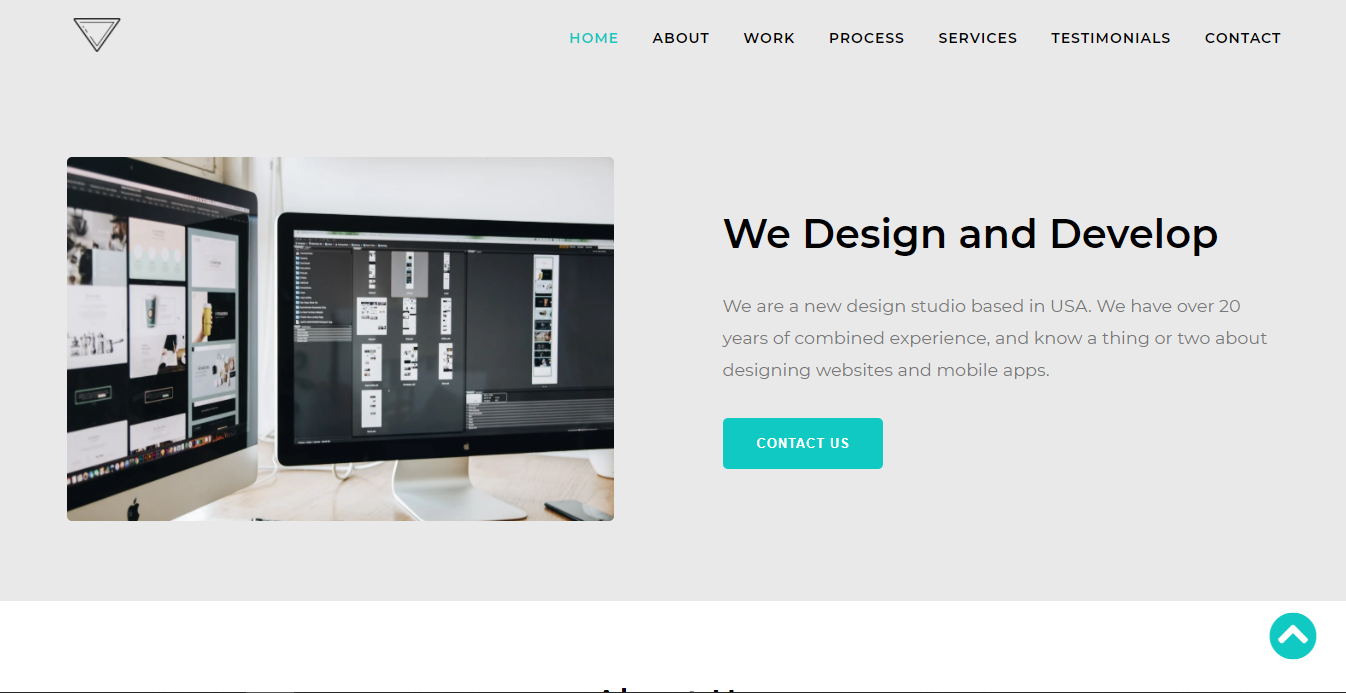 HOME ABOUT WORK PROCESS SERVICES TESTIMONIALS CONTACT
We Design and Develop
We are a new design studio based in USA. We have over 20
years of combined experience, and know a thing or two about
designing websites and mobile apps.
CONTACT US